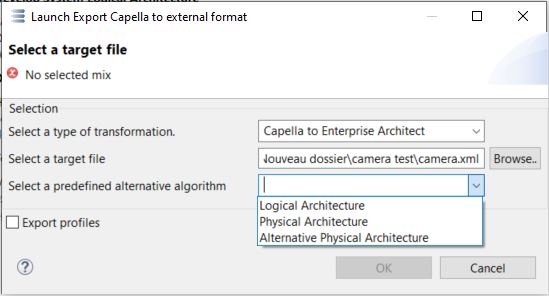 Launch Export Capella to external format
Select a target file
No selected mix
Selection
Select a type of transformation.
Capella to Enterprise Architect
Select a target file
Nouveau dossier\camera test\camera.xml
Browse..
Select a predefined alternative algorithm
Logical Architecture
Physical Architecture
Alternative Physical Architecture
Export profiles
OK
Cancel